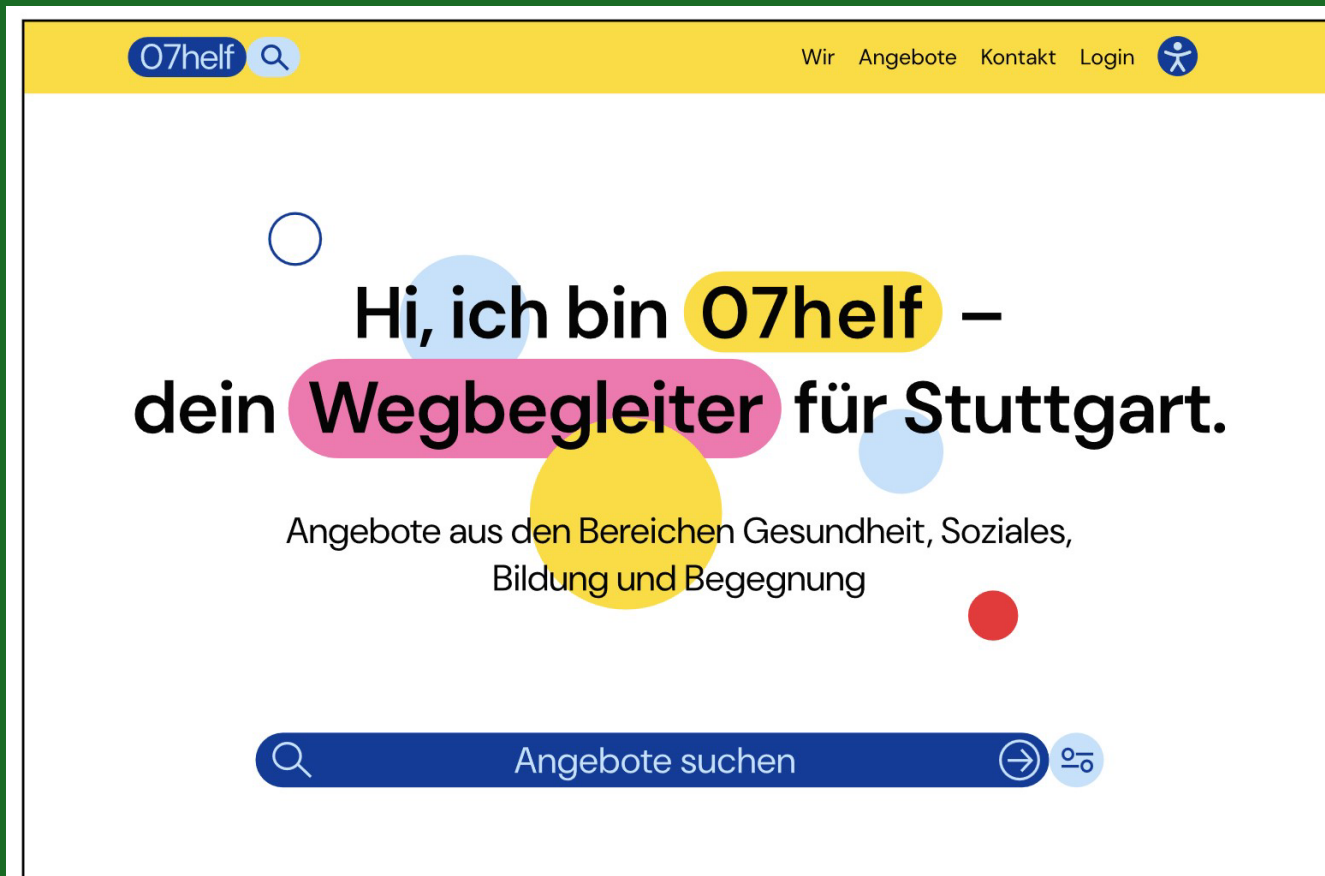 07helf
Wir Angebote Kontakt Login
Hi, ich bin 07helf –
dein Wegbegleiter für Stuttgart.
Angebote aus den Bereichen Gesundheit, Soziales,
Bildung und Begegnung
Angebote suchen